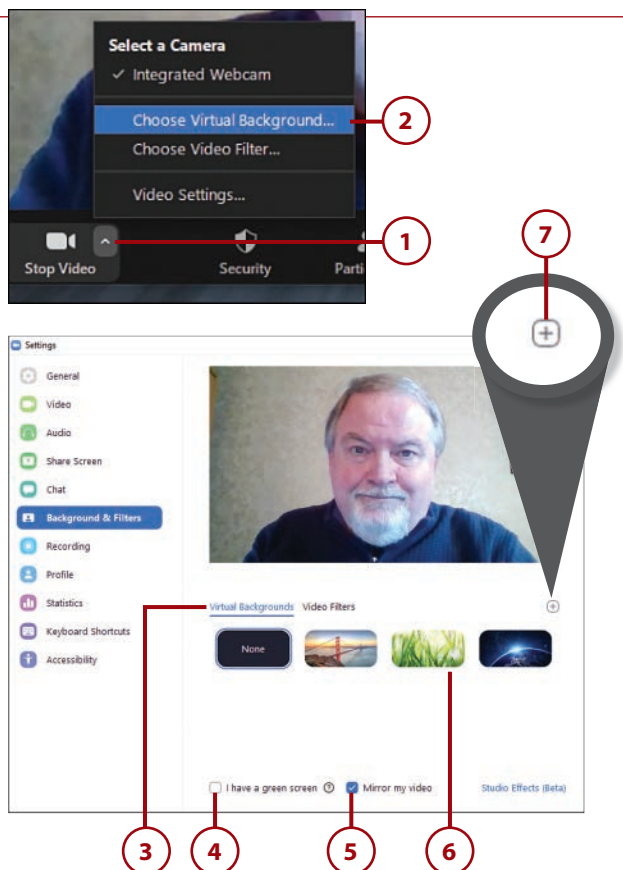 Select a Camera
✓ Integrated Webcam
Choose Virtual Background...
2
Choose Video Filter...
Video Settings...
1
7
Stop Video
Security
Parti
Settings
General
Video
Audio
Share Screen
Chat
Background & Filters
Recording
Profile
Statistics
Keyboard Shortcuts
Accessibility
Virtual Backgrounds Video Filters
None
I have a green screen ? Mirror my video Studio Effects (Beta)
3 4 5 6